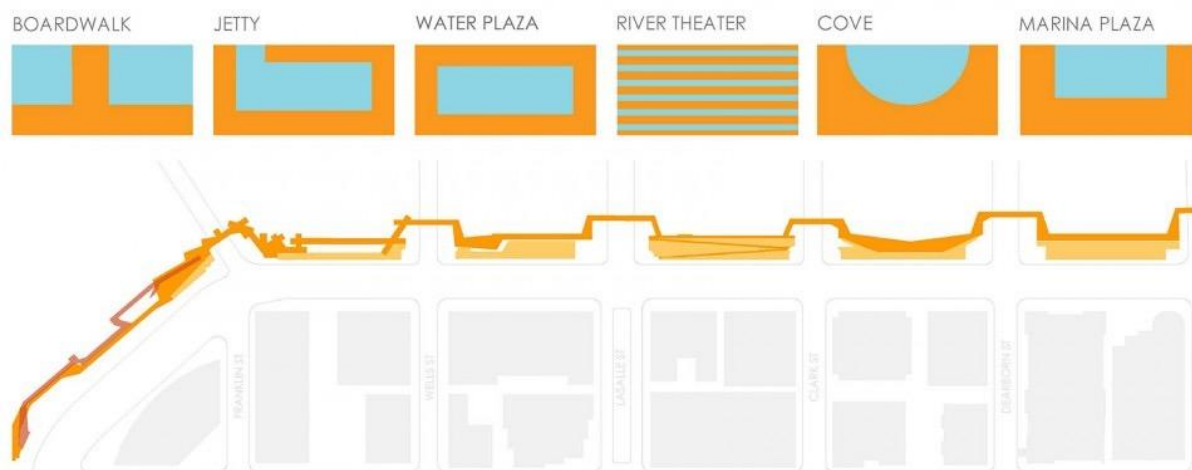 BOARDWALK
JETTY
WATER PLAZA
RIVER THEATER
COVE
MARINA PLAZA
FRANKLIN ST
WELLS ST
LASALLE ST
CLARK ST
DEARBORN ST